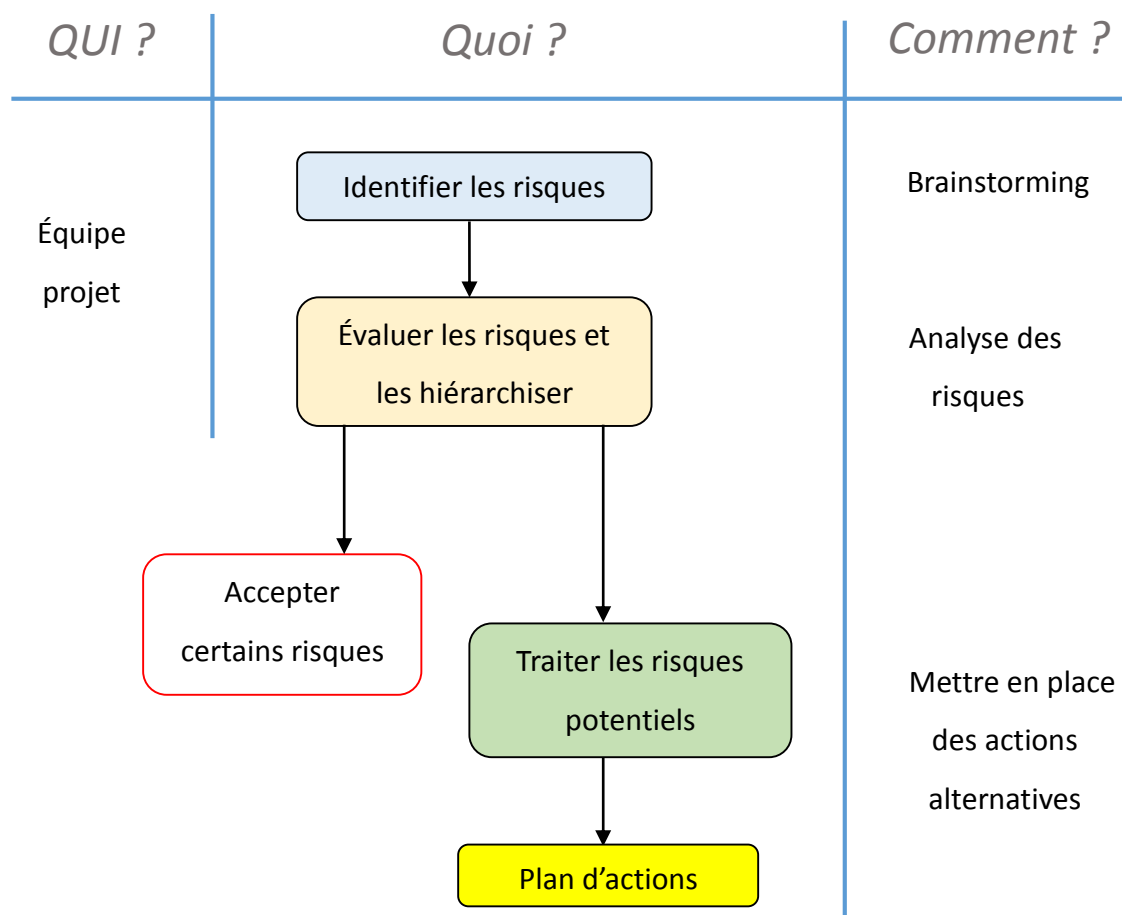 QUI ?
Quoi ?
Comment ?
Identifier les risques
Brainstorming
Équipe
projet
Évaluer les risques et
les hiérarchiser
Analyse des
risques
Accepter
certains risques
Traiter les risques
potentiels
Mettre en place
des actions
alternatives
Plan d’actions